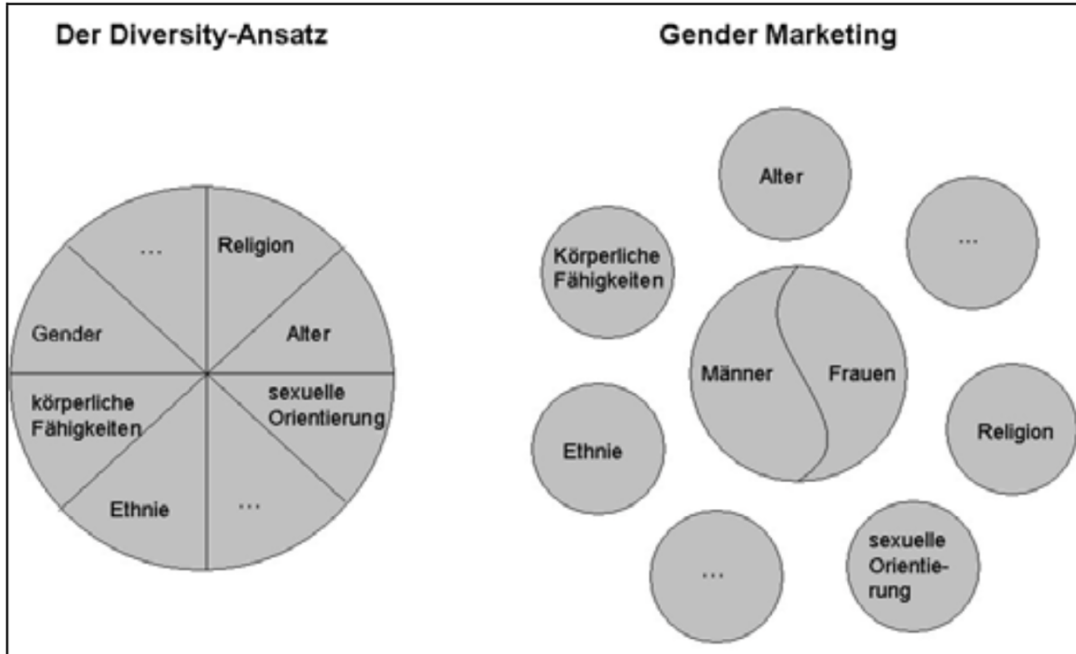 Der Diversity-Ansatz
...
Religion
Gender
Alter
körperliche
Fähigkeiten
sexuelle
Orientierung
Ethnie
...
Gender Marketing
Alter
...
Körperliche
Fähigkeiten
Männer
Frauen
Religion
Ethnie
sexuelle
Orientie-
rung
...